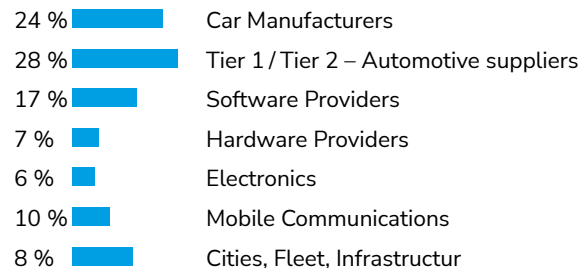 24 % Car Manufacturers
28 % Tier 1 / Tier 2 – Automotive suppliers
17 % Software Providers
7 % Hardware Providers
6 % Electronics
10 % Mobile Communications
8 % Cities, Fleet, Infrastructur